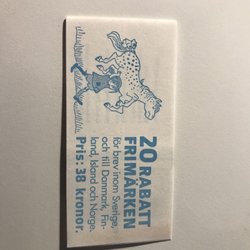 20 RABATT
FRIMÄRKEN
för brev inom Sverige,
och till Danmark, Fin-
land, Island och Norge.
Pris: 38 kronor.